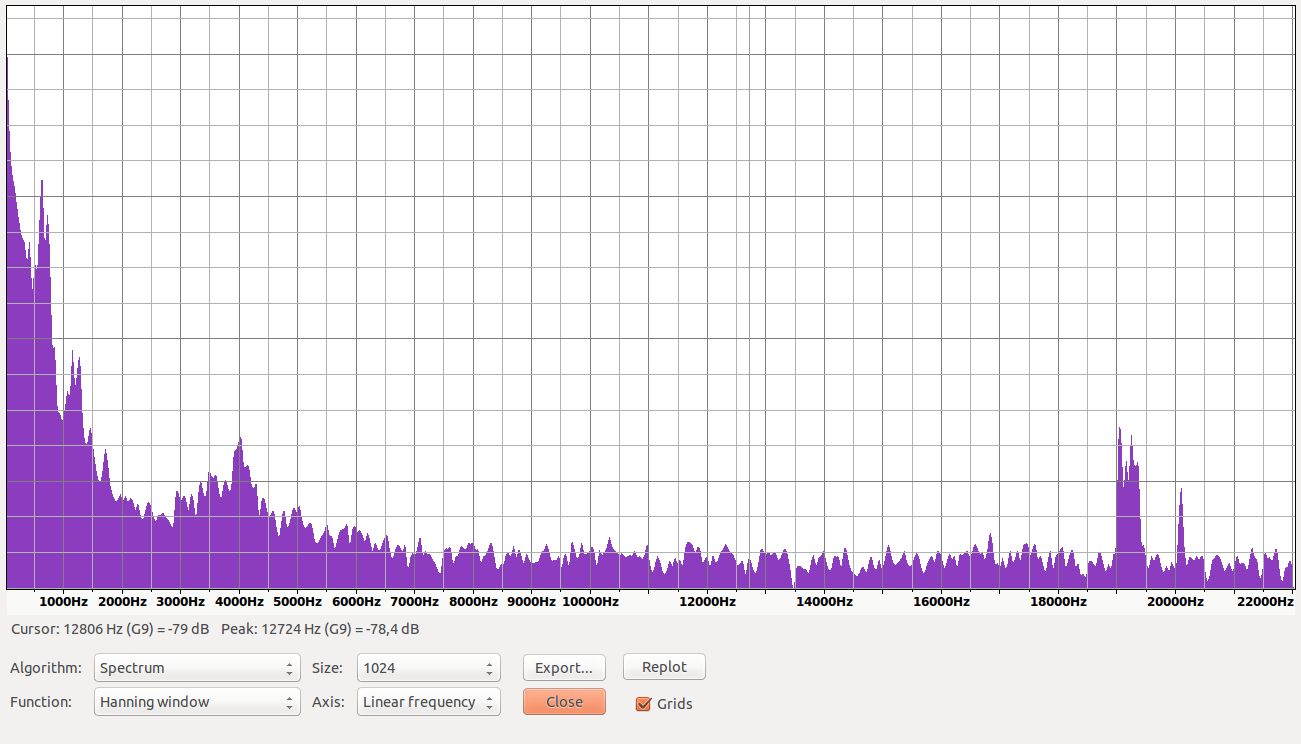 1000Hz 2000Hz 3000Hz 4000Hz 5000Hz 6000Hz 7000Hz 8000Hz 9000Hz 10000Hz 12000Hz 14000Hz 16000Hz 18000Hz 20000Hz 22000Hz
Cursor: 12806 Hz (G9) = -79 dB Peak: 12724 Hz (G9) = -78,4 dB
Algorithm: Spectrum Size: 1024 Export... Replot
Function: Hanning window Axis: Linear frequency Close Grids